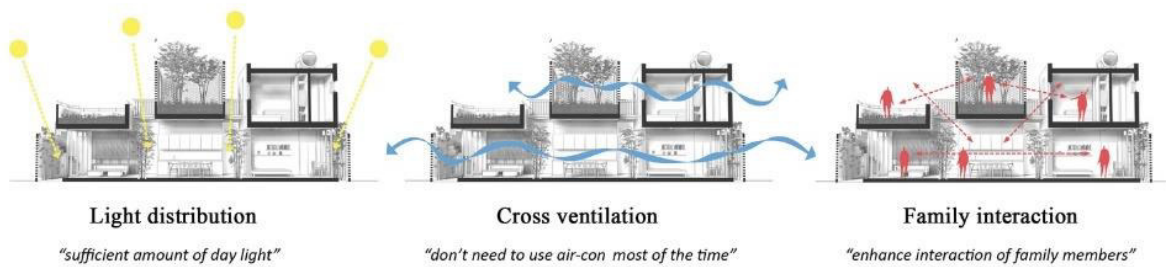 Light distribution
"sufficient amount of day light"
Cross ventilation
"don't need to use air-con most of the time"
Family interaction
"enhance interaction of family members"